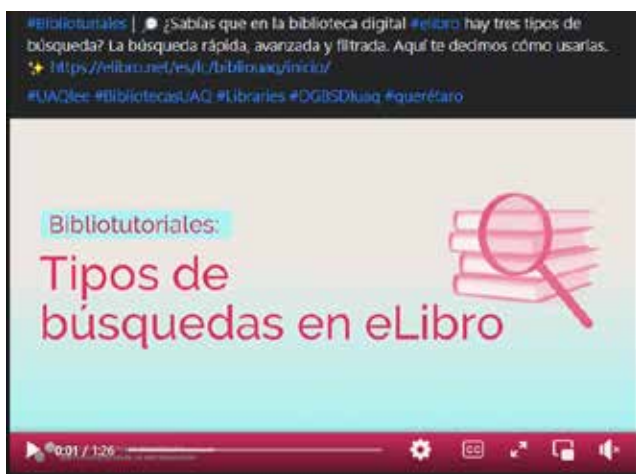 #Bibliotutoriales | 💬 ¿Sabías que en la biblioteca digital #elibro hay tres tipos de
búsqueda? La búsqueda rápida, avanzada y filtrada. Aquí te decimos cómo usarlas.
✨ https://elibro.net/es/lc/bibliouaq/inicio/
#UAQlee #BibliotecasUAQ #Libraries #DGBSDIuaq #querétaro
Bibliotutoriales:
Tipos de
búsquedas en eLibro
0:01 / 1:26
CC